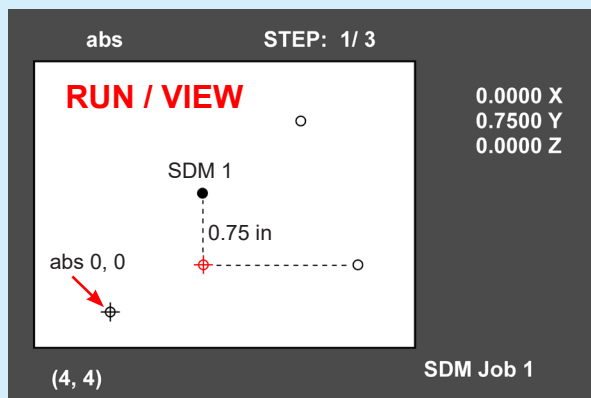 abs
STEP: 1/ 3
RUN / VIEW
0.0000 X
0.7500 Y
0.0000 Z
SDM 1
0.75 in
abs 0, 0
SDM Job 1
(4, 4)